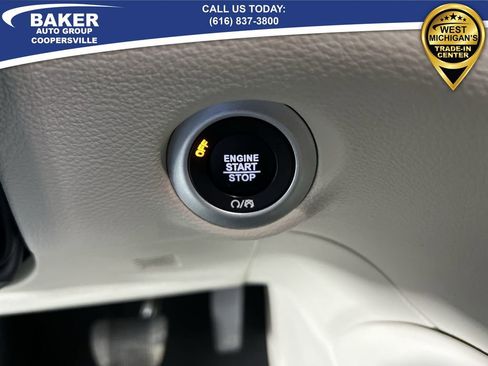 BAKER
AUTO GROUP
COOPERSVILLE
CALL US TODAY:
(616) 837-3800
WEST
MICHIGAN'S
TRADE-IN
CENTER
OFF
ENGINE
START
STOP